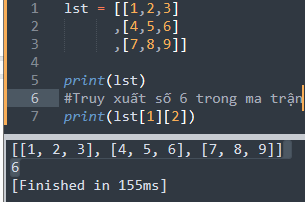 1 lst = [[1,2,3]
2 ,[4,5,6]
3 ,[7,8,9]]
4
5 print(lst)
6 #Truy xuất số 6 trong ma trận
7 print(lst[1][2])
[[1, 2, 3], [4, 5, 6], [7, 8, 9]]
6
[Finished in 155ms]